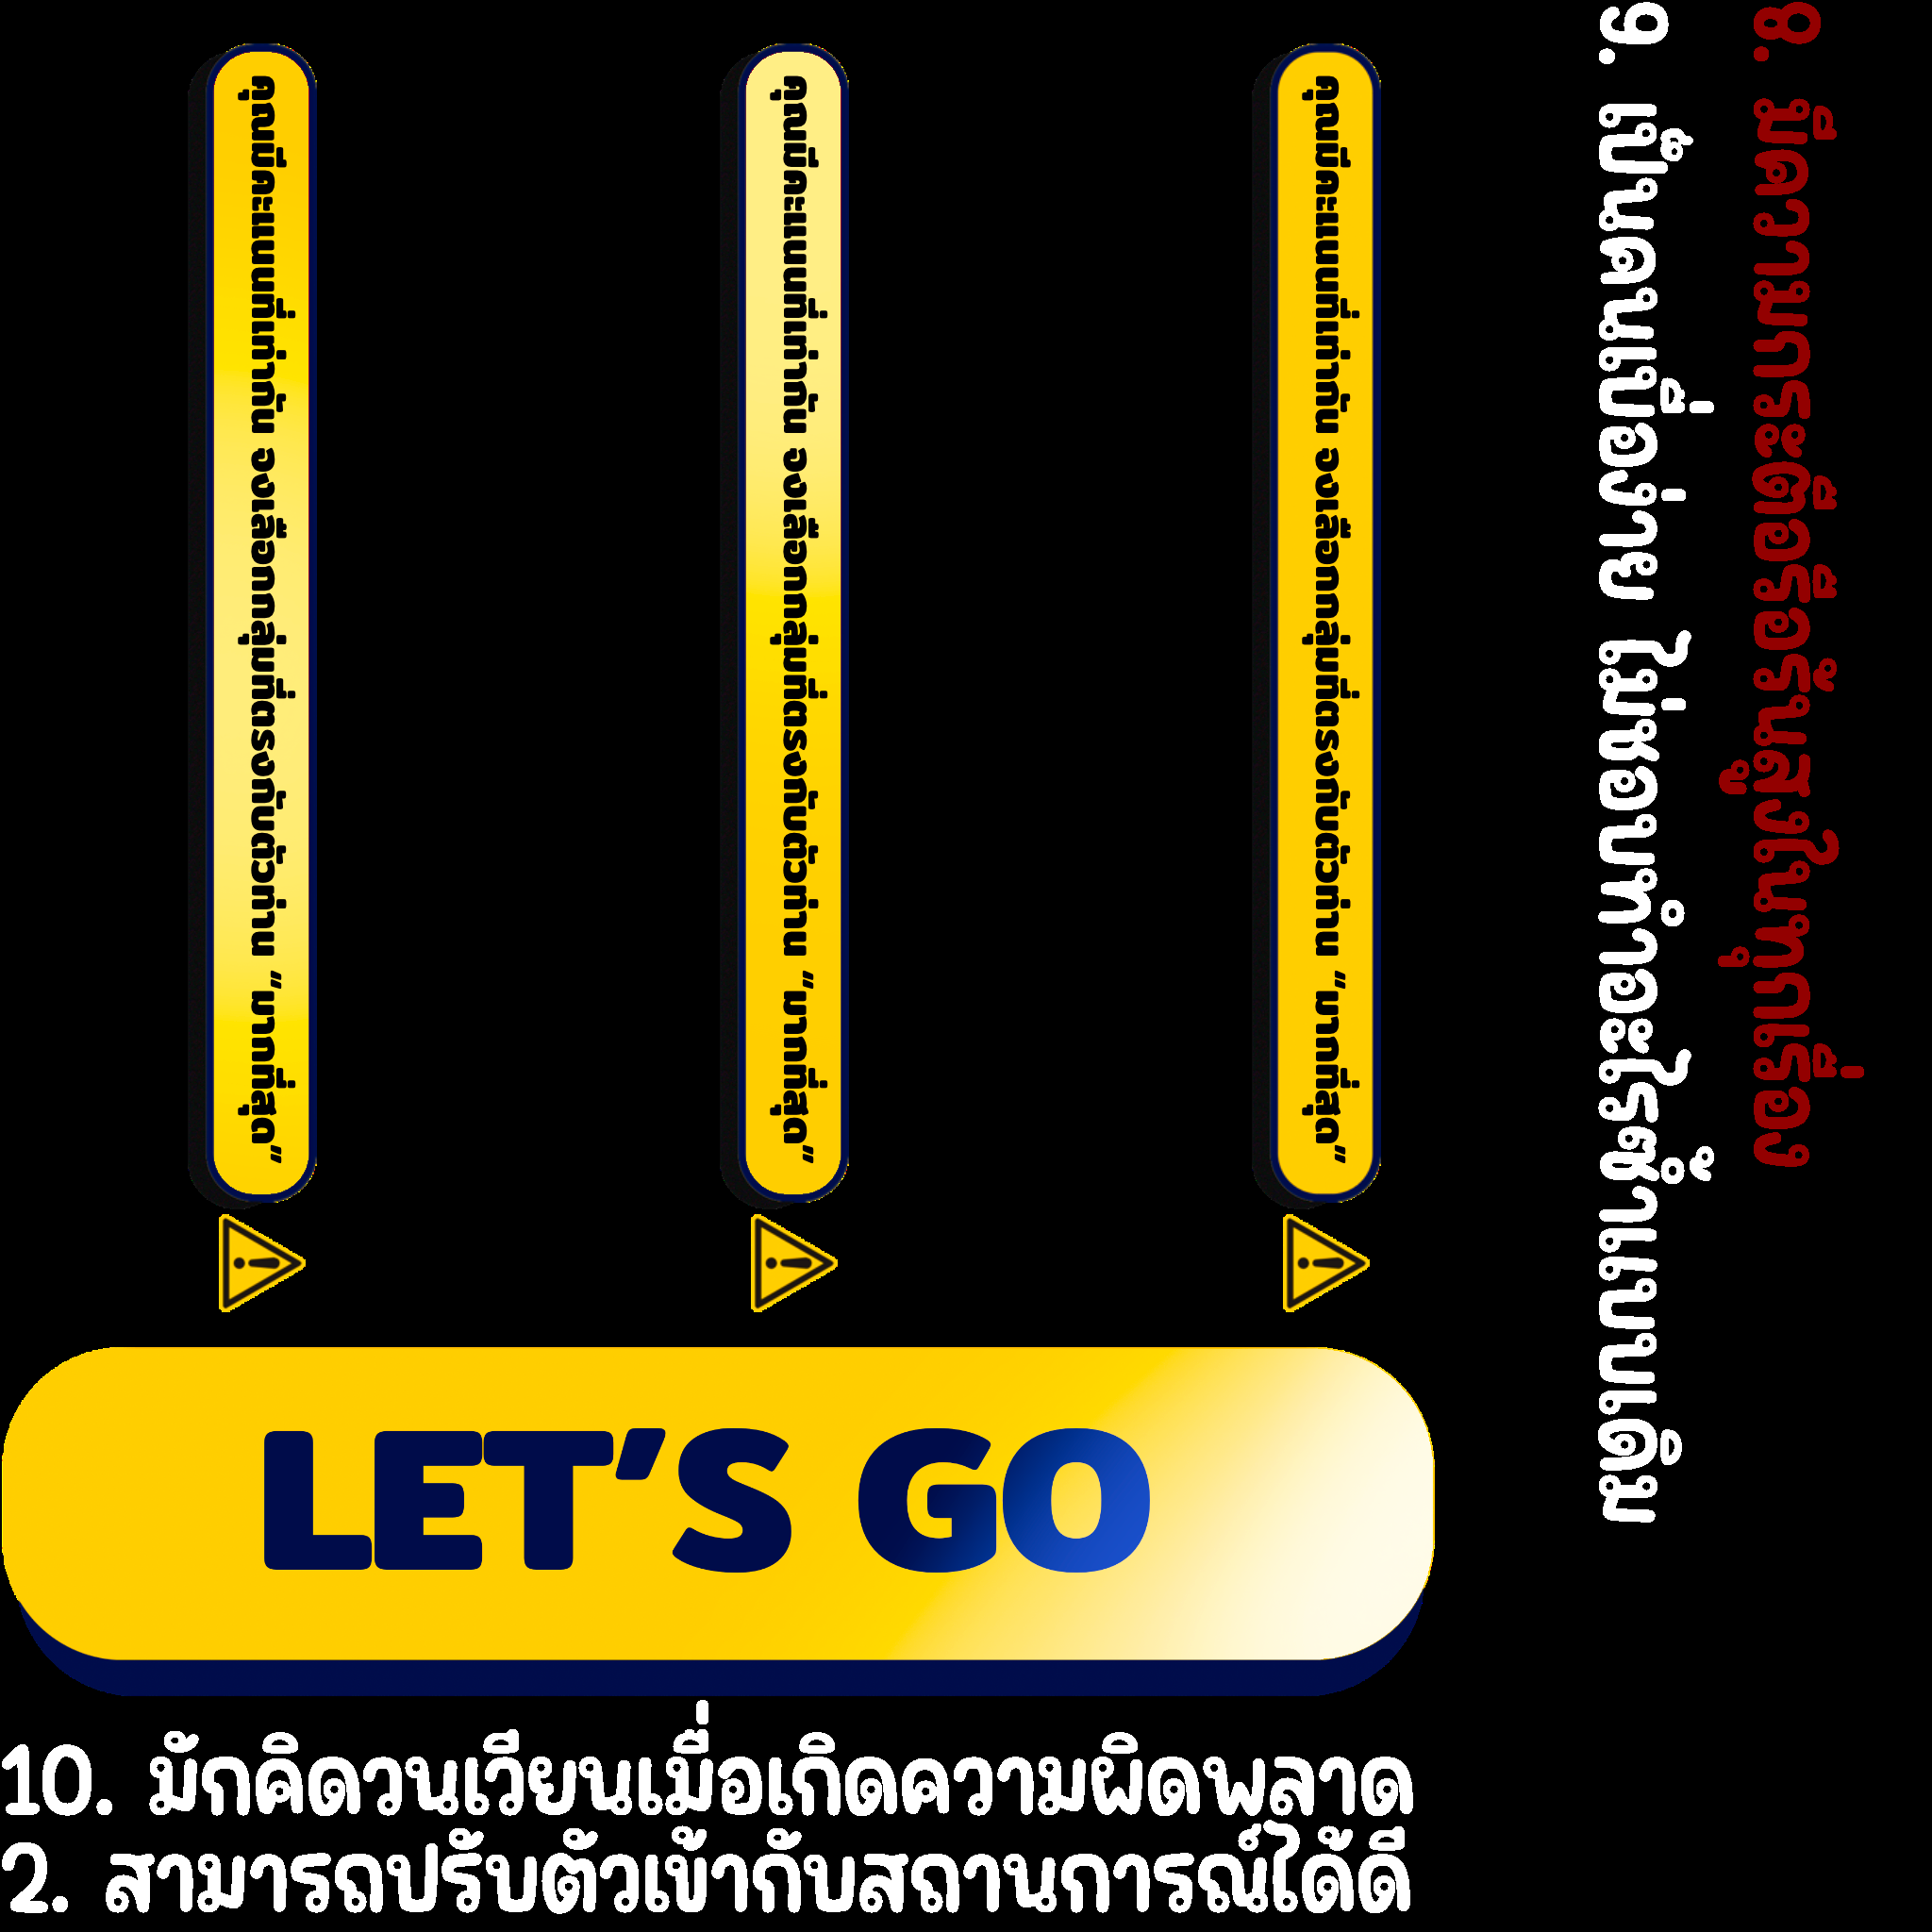 คุณมีคะแนนที่เท่ากัน จงเลือกกลุ่มที่ตรงกับตัวท่าน “มากที่สุด”
คุณมีคะแนนที่เท่ากัน จงเลือกกลุ่มที่ตรงกับตัวท่าน “มากที่สุด”
คุณมีคะแนนที่เท่ากัน จงเลือกกลุ่มที่ตรงกับตัวท่าน “มากที่สุด”
8. มีความกระตือรือร้นสูงในทุกเรื่อง
9. เป็นคนเบื่อง่าย ไม่ชอบทำอะไรซ้ำแบบเดิม
LET'S GO
10. มักคิดวนเวียนเมื่อเกิดความผิดพลาด
2. สามารถปรับตัวเข้ากับสถานการณ์ได้ดี